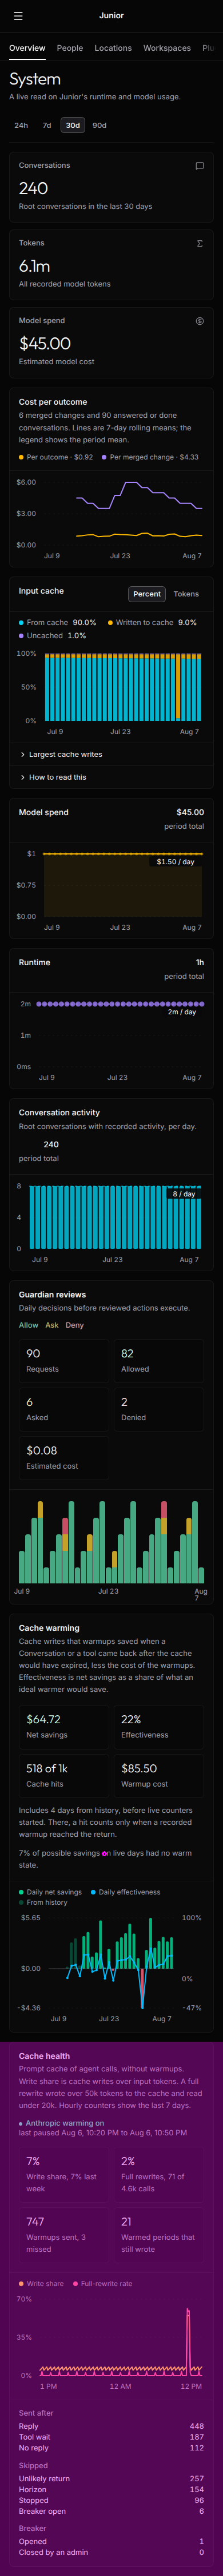 Junior
Overview People Locations Workspaces
System
A live read on Junior's runtime and model usage.
24h 7d 30d 90d
Conversations
240
Root conversations in the last 30 days
Tokens
6.1m
All recorded model tokens
Model spend
$45.00
Estimated model cost
Cost per outcome
6 merged changes and 90 answered or done
conversations. Lines are 7-day rolling means; the
legend shows the period mean.
Per outcome · $0.92 Per merged change · $4.33
$6.00
$3.00
$0.00
Jul 9 Jul 23 Aug 7
Input cache
Percent Tokens
From cache 90.0% Written to cache 9.0%
Uncached 1.0%
100%
50%
0%
Jul 9 Jul 23 Aug 7
Largest cache writes
How to read this
Model spend $45.00
period total
$1
$1.50 / day
$0.75
$0.00
Jul 9 Jul 23 Aug 7
Runtime 1h
period total
2m
2m / day
1m
0ms
Jul 9 Jul 23 Aug 7
Conversation activity
Root conversations with recorded activity, per day.
240
period total
8
8 / day
4
0
Jul 9 Jul 23 Aug 7
Guardian reviews
Daily decisions before reviewed actions execute.
Allow Ask Deny
90 82
Requests Allowed
6 2
Asked Denied
$0.08
Estimated cost
Jul 9 Jul 23 Aug
7
Cache warming
Cache writes that warmups saved when a
Conversation or a tool came back after the cache
would have expired, less the cost of the warmups.
Effectiveness is net savings as a share of what an
ideal warmer would save.
$64.72 22%
Net savings Effectiveness
518 of 1k $85.50
Cache hits Warmup cost
Includes 4 days from history, before live counters
started. There, a hit counts only when a recorded
warmup reached the return.
7% of possible savings on live days had no warm
state.
Daily net savings Daily effectiveness
From history
$5.65 100%
$0.00 0%
-$4.36 -47%
Jul 9 Jul 23 Aug 7
Cache health
Prompt cache of agent calls, without warmups.
Write share is cache writes over input tokens. A full
rewrite wrote over 50k tokens to the cache and read
under 20k. Hourly counters show the last 7 days.
Anthropic warming on
last paused Aug 6, 10:20 PM to Aug 6, 10:50 PM
7% 2%
Write share, 7% last Full rewrites, 71 of
week 4.6k calls
747 21
Warmups sent, 3 Warmed periods that
missed still wrote
Write share Full-rewrite rate
70%
35%
0%
1 PM 12 AM 12 PM
Sent after
Reply 448
Tool wait 187
No reply 112
Skipped
Unlikely return 257
Horizon 154
Stopped 96
Breaker open 6
Breaker
Opened 1
Closed by an admin 0